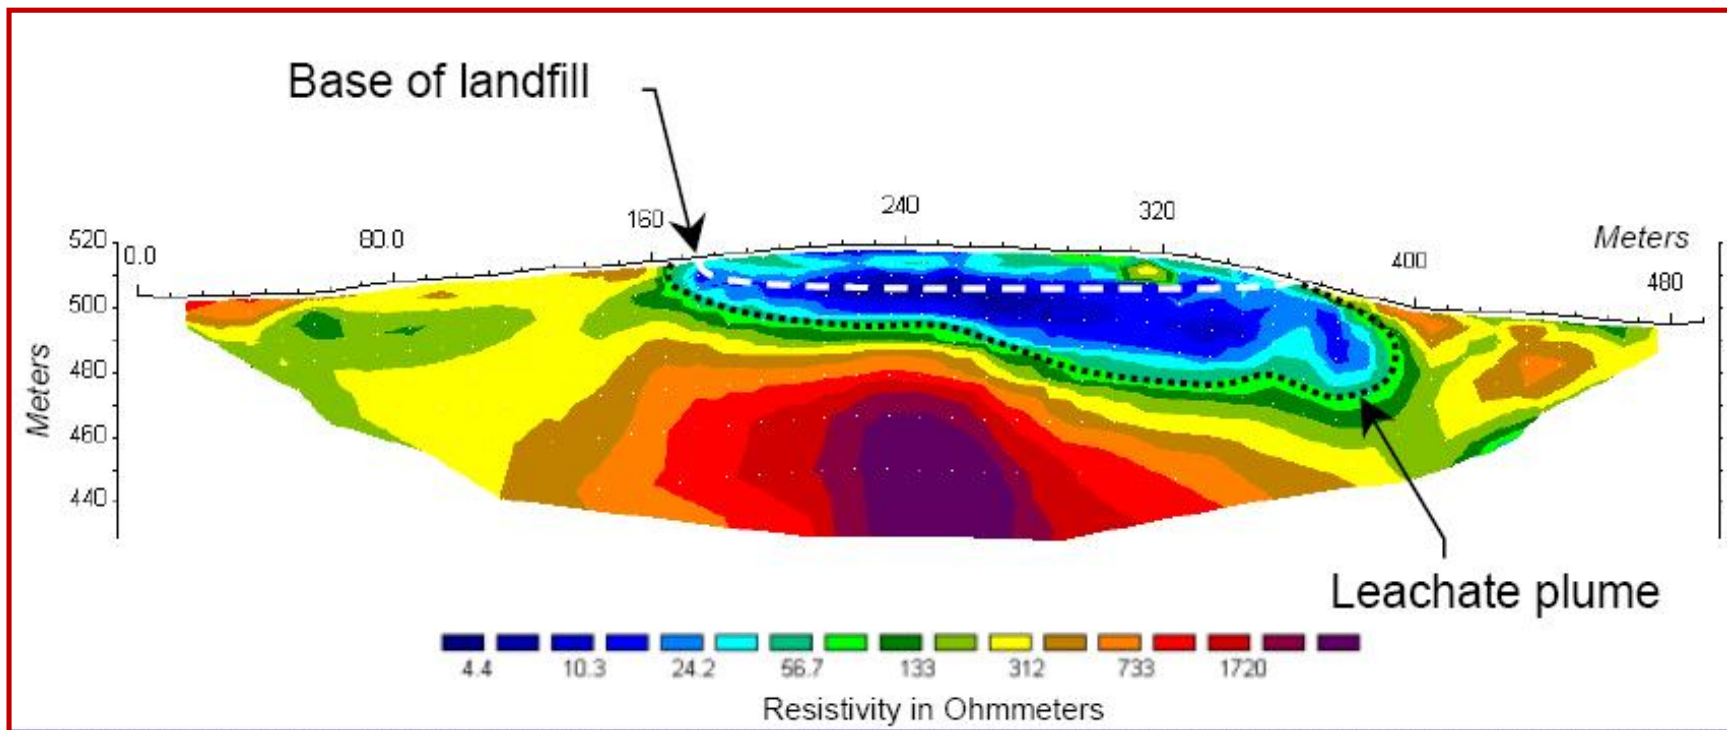 Base of landfill
240
160
320
80.0
Meters
520
0.0
400
480
500
480
Meters
460
440
Leachate plume
4.4 10.3 24.2 56.7 133 312 733 1720
Resistivity in Ohmmeters